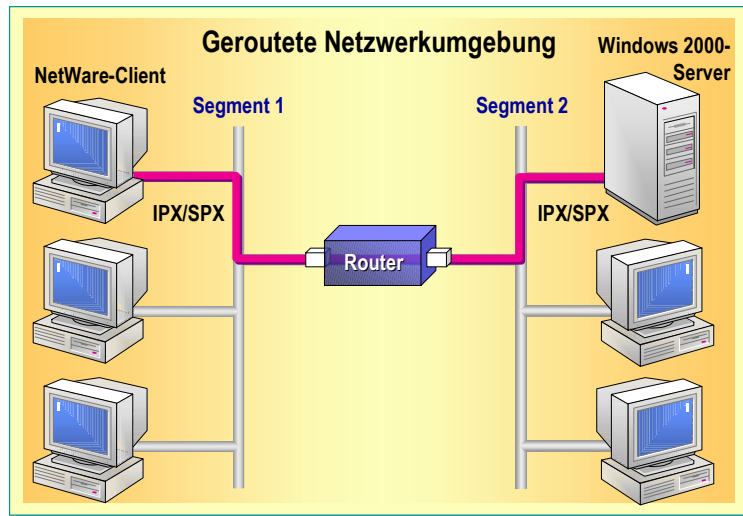 Geroutete Netzwerkumgebung
Windows 2000-
Server
NetWare-Client
Segment 1
Segment 2
IPX/SPX
IPX/SPX
Router